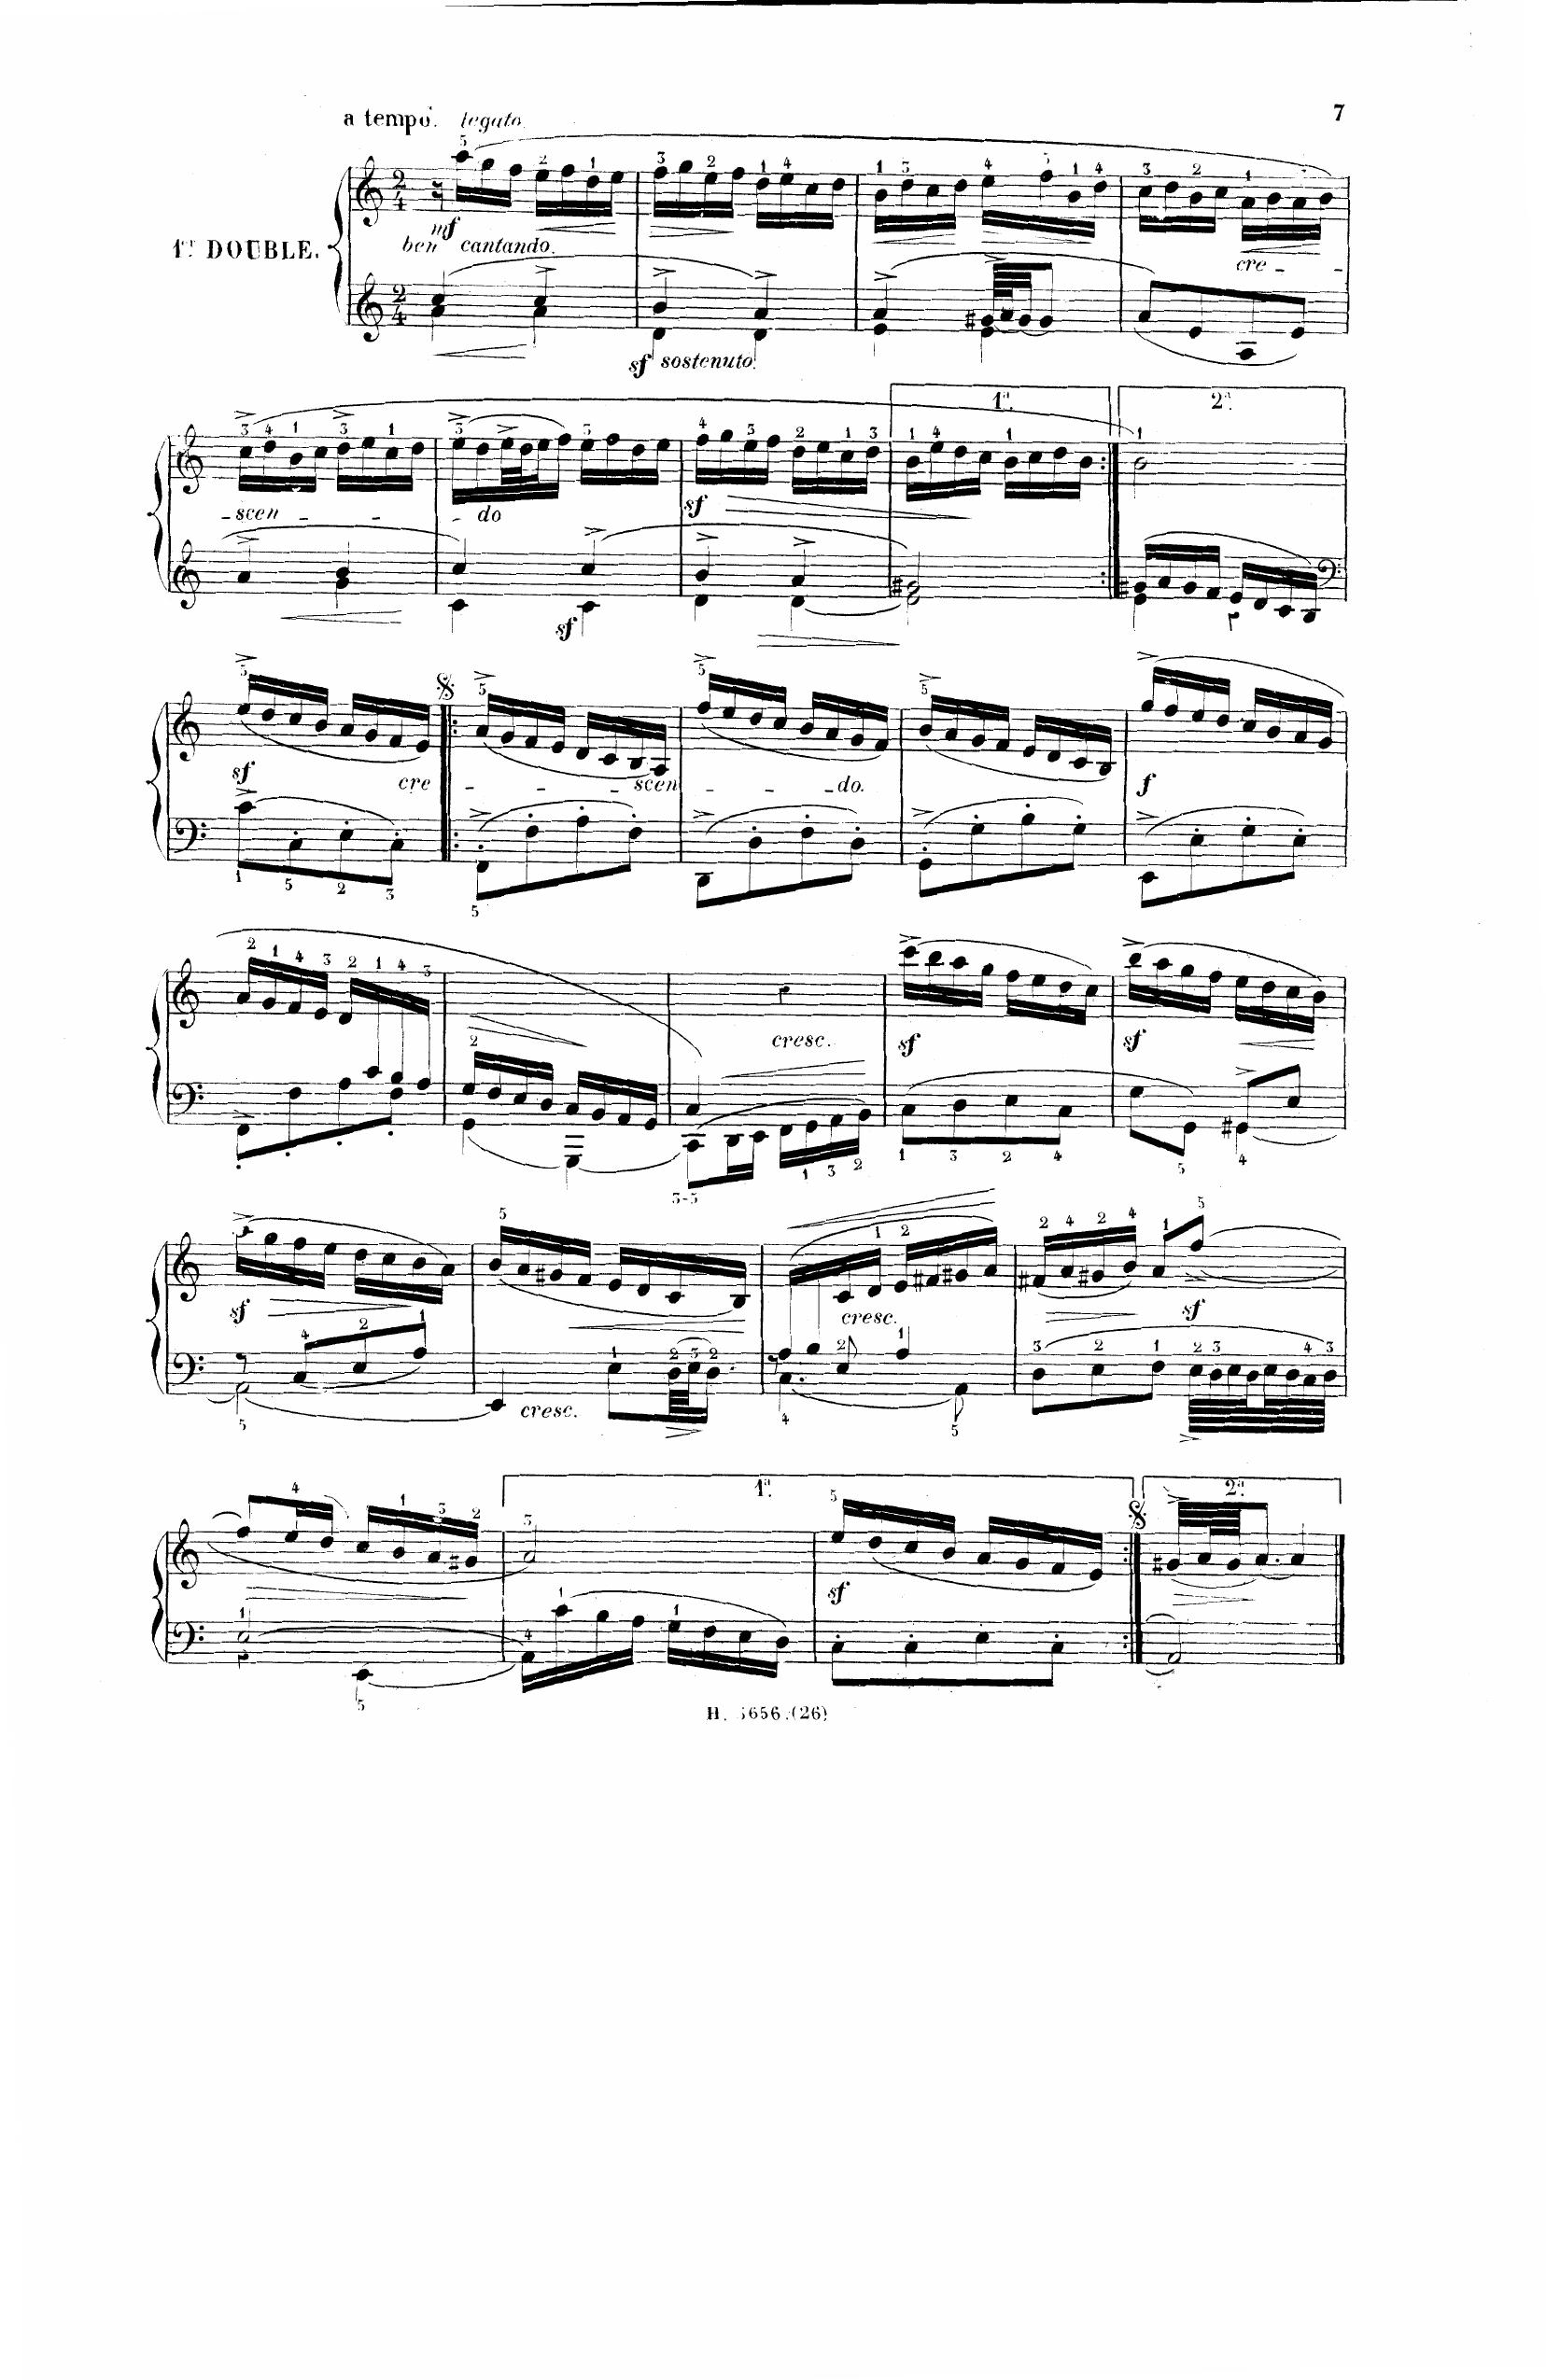 7
a tempo. legato.
mf
1er DOUBLE.
ben cantando.
cre -
sf sostenuto.
1a. 2a.
- scen - - - do
sf
sf
sf
cre - - - scen - - - do.
f
cresc.
sf
sf
sf
cresc.
cresc.
sf
1a. 2a.
sf
H. 5656.(26)